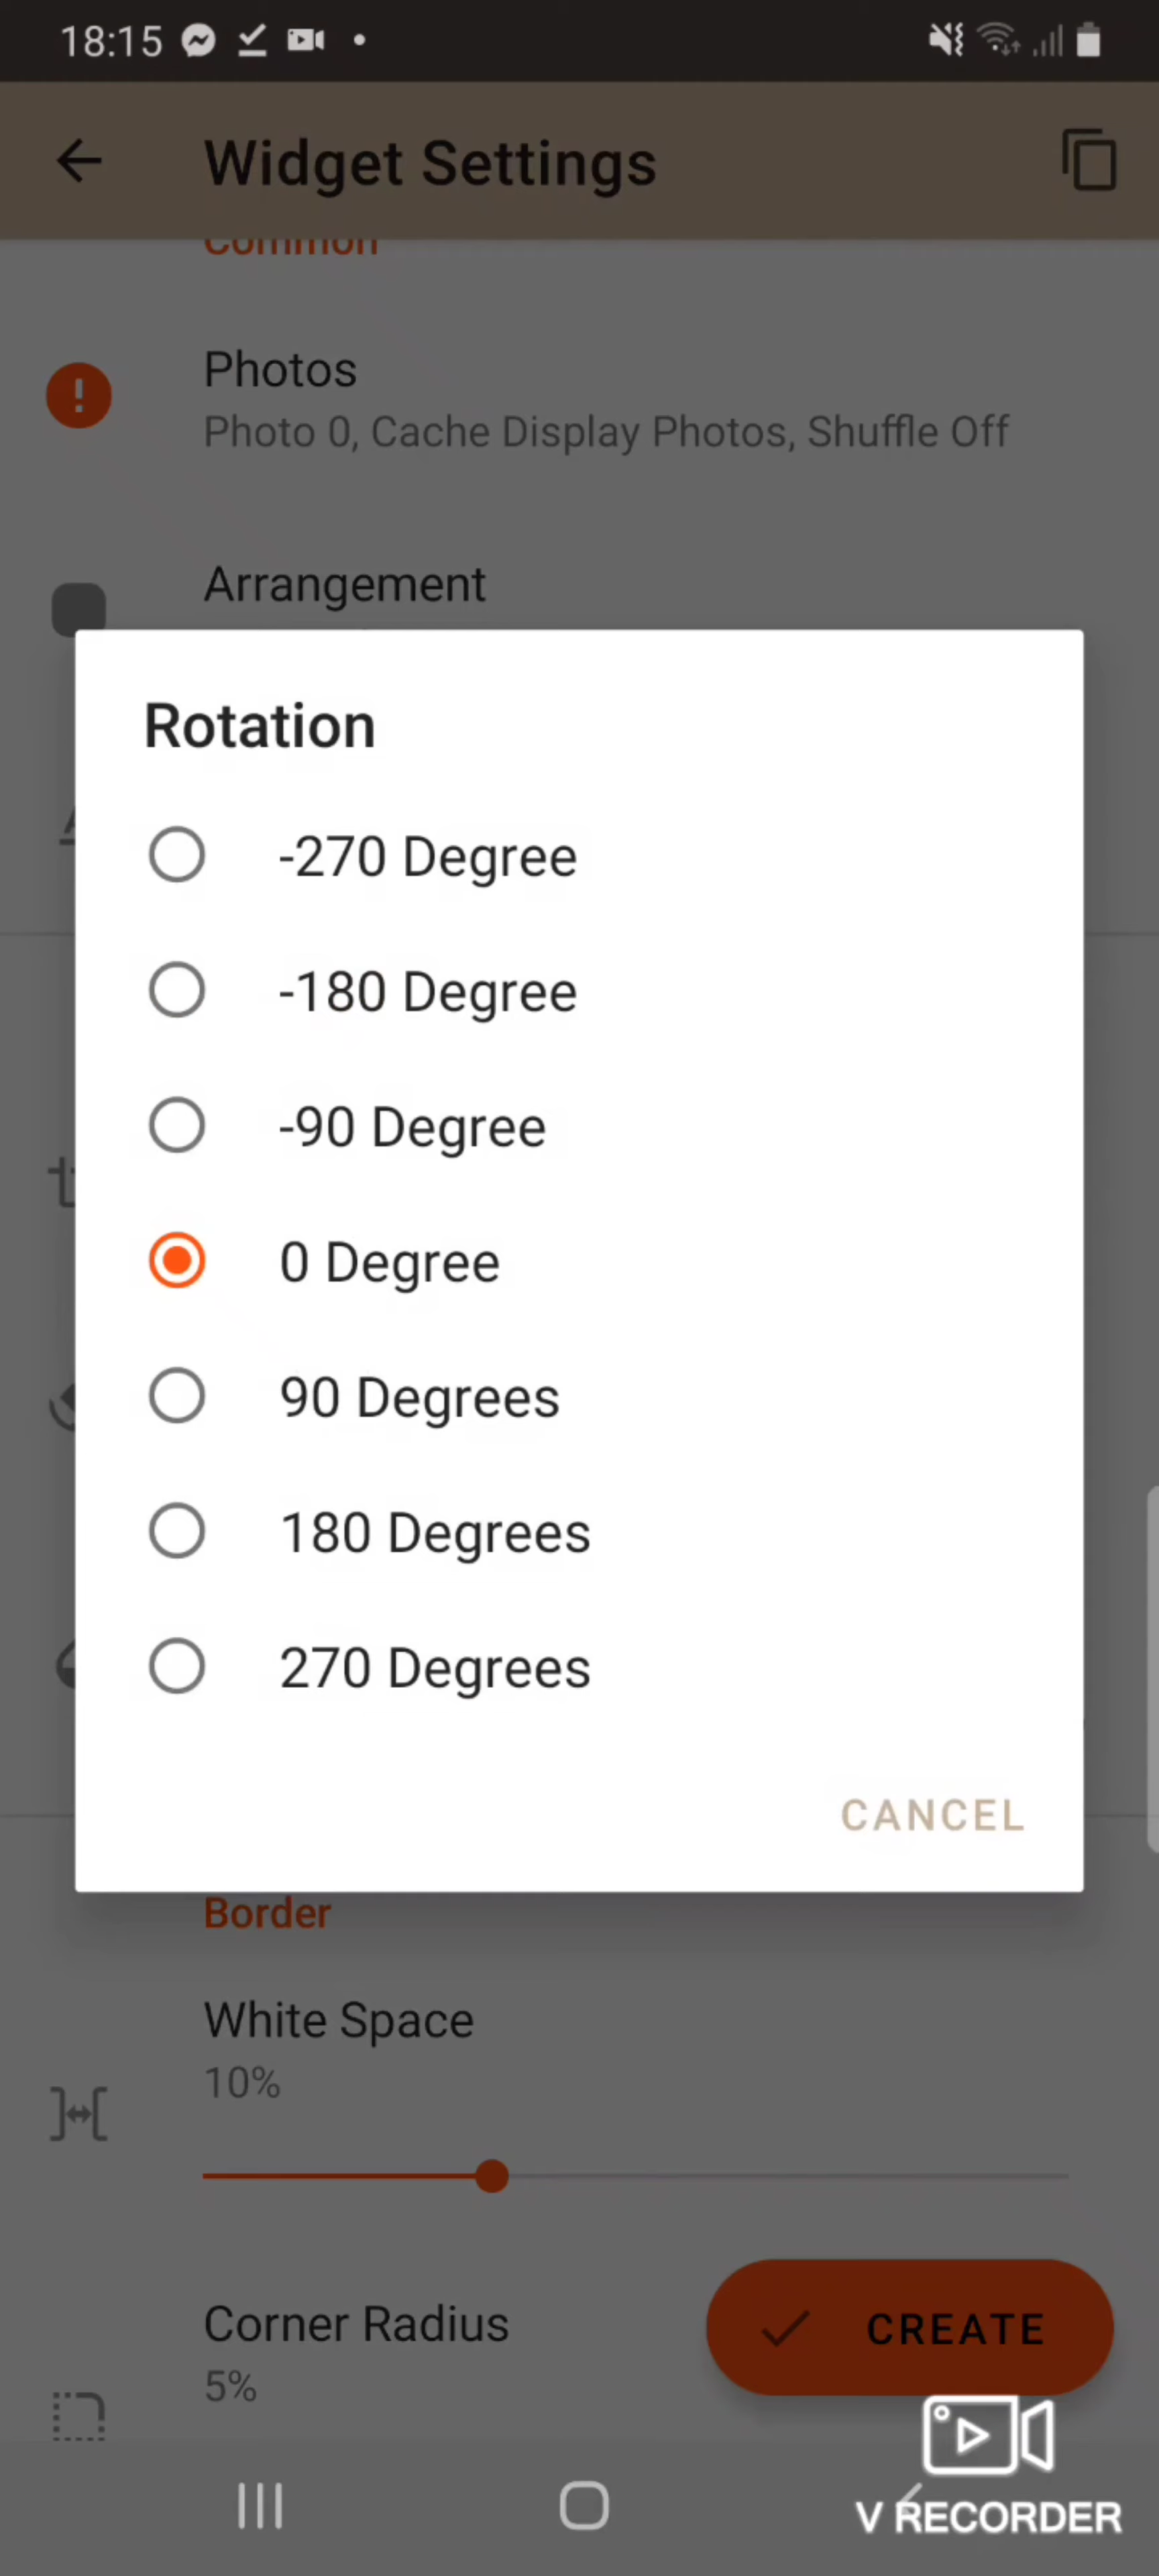 18:15
Widget Settings
Common
Photos
Photo 0, Cache Display Photos, Shuffle Off
Arrangement
Rotation
-270 Degree
-180 Degree
-90 Degree
0 Degree
90 Degrees
180 Degrees
270 Degrees
CANCEL
Border
White Space
10%
Corner Radius
5%
CREATE
V RECORDER